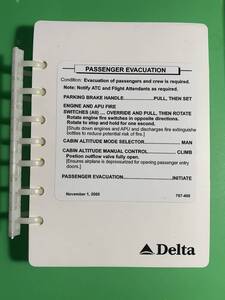 PASSENGER EVACUATION
Condition: Evacuation of passengers and crew is required.
Note: Notify ATC and Flight Attendants as required.
PARKING BRAKE HANDLE....................PULL, THEN SET
ENGINE AND APU FIRE
SWITCHES (All) .... OVERRIDE AND PULL, THEN ROTATE
Rotate engine fire switches in opposite directions.
Rotate to stop and hold for one second.
[Shuts down engines and APU and discharges fire extinguisher
bottles to reduce potential risk of fire.]
CABIN ALTITUDE MODE SELECTOR....................MAN
CABIN ALTITUDE MANUAL CONTROL..............CLIMB
Position outflow valve fully open.
[Ensures airplane is depressurized for opening passenger entry
doors.]
PASSENGER EVACUATION..............................INITIATE
November 1, 2005
Delta